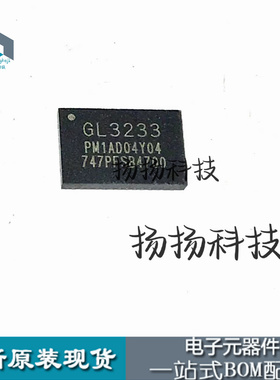 GL3233
PM1AD04Y04
747PFSB4700
扬扬科技
扬扬科技
新原装现货
电子元器件
一站式BOM配